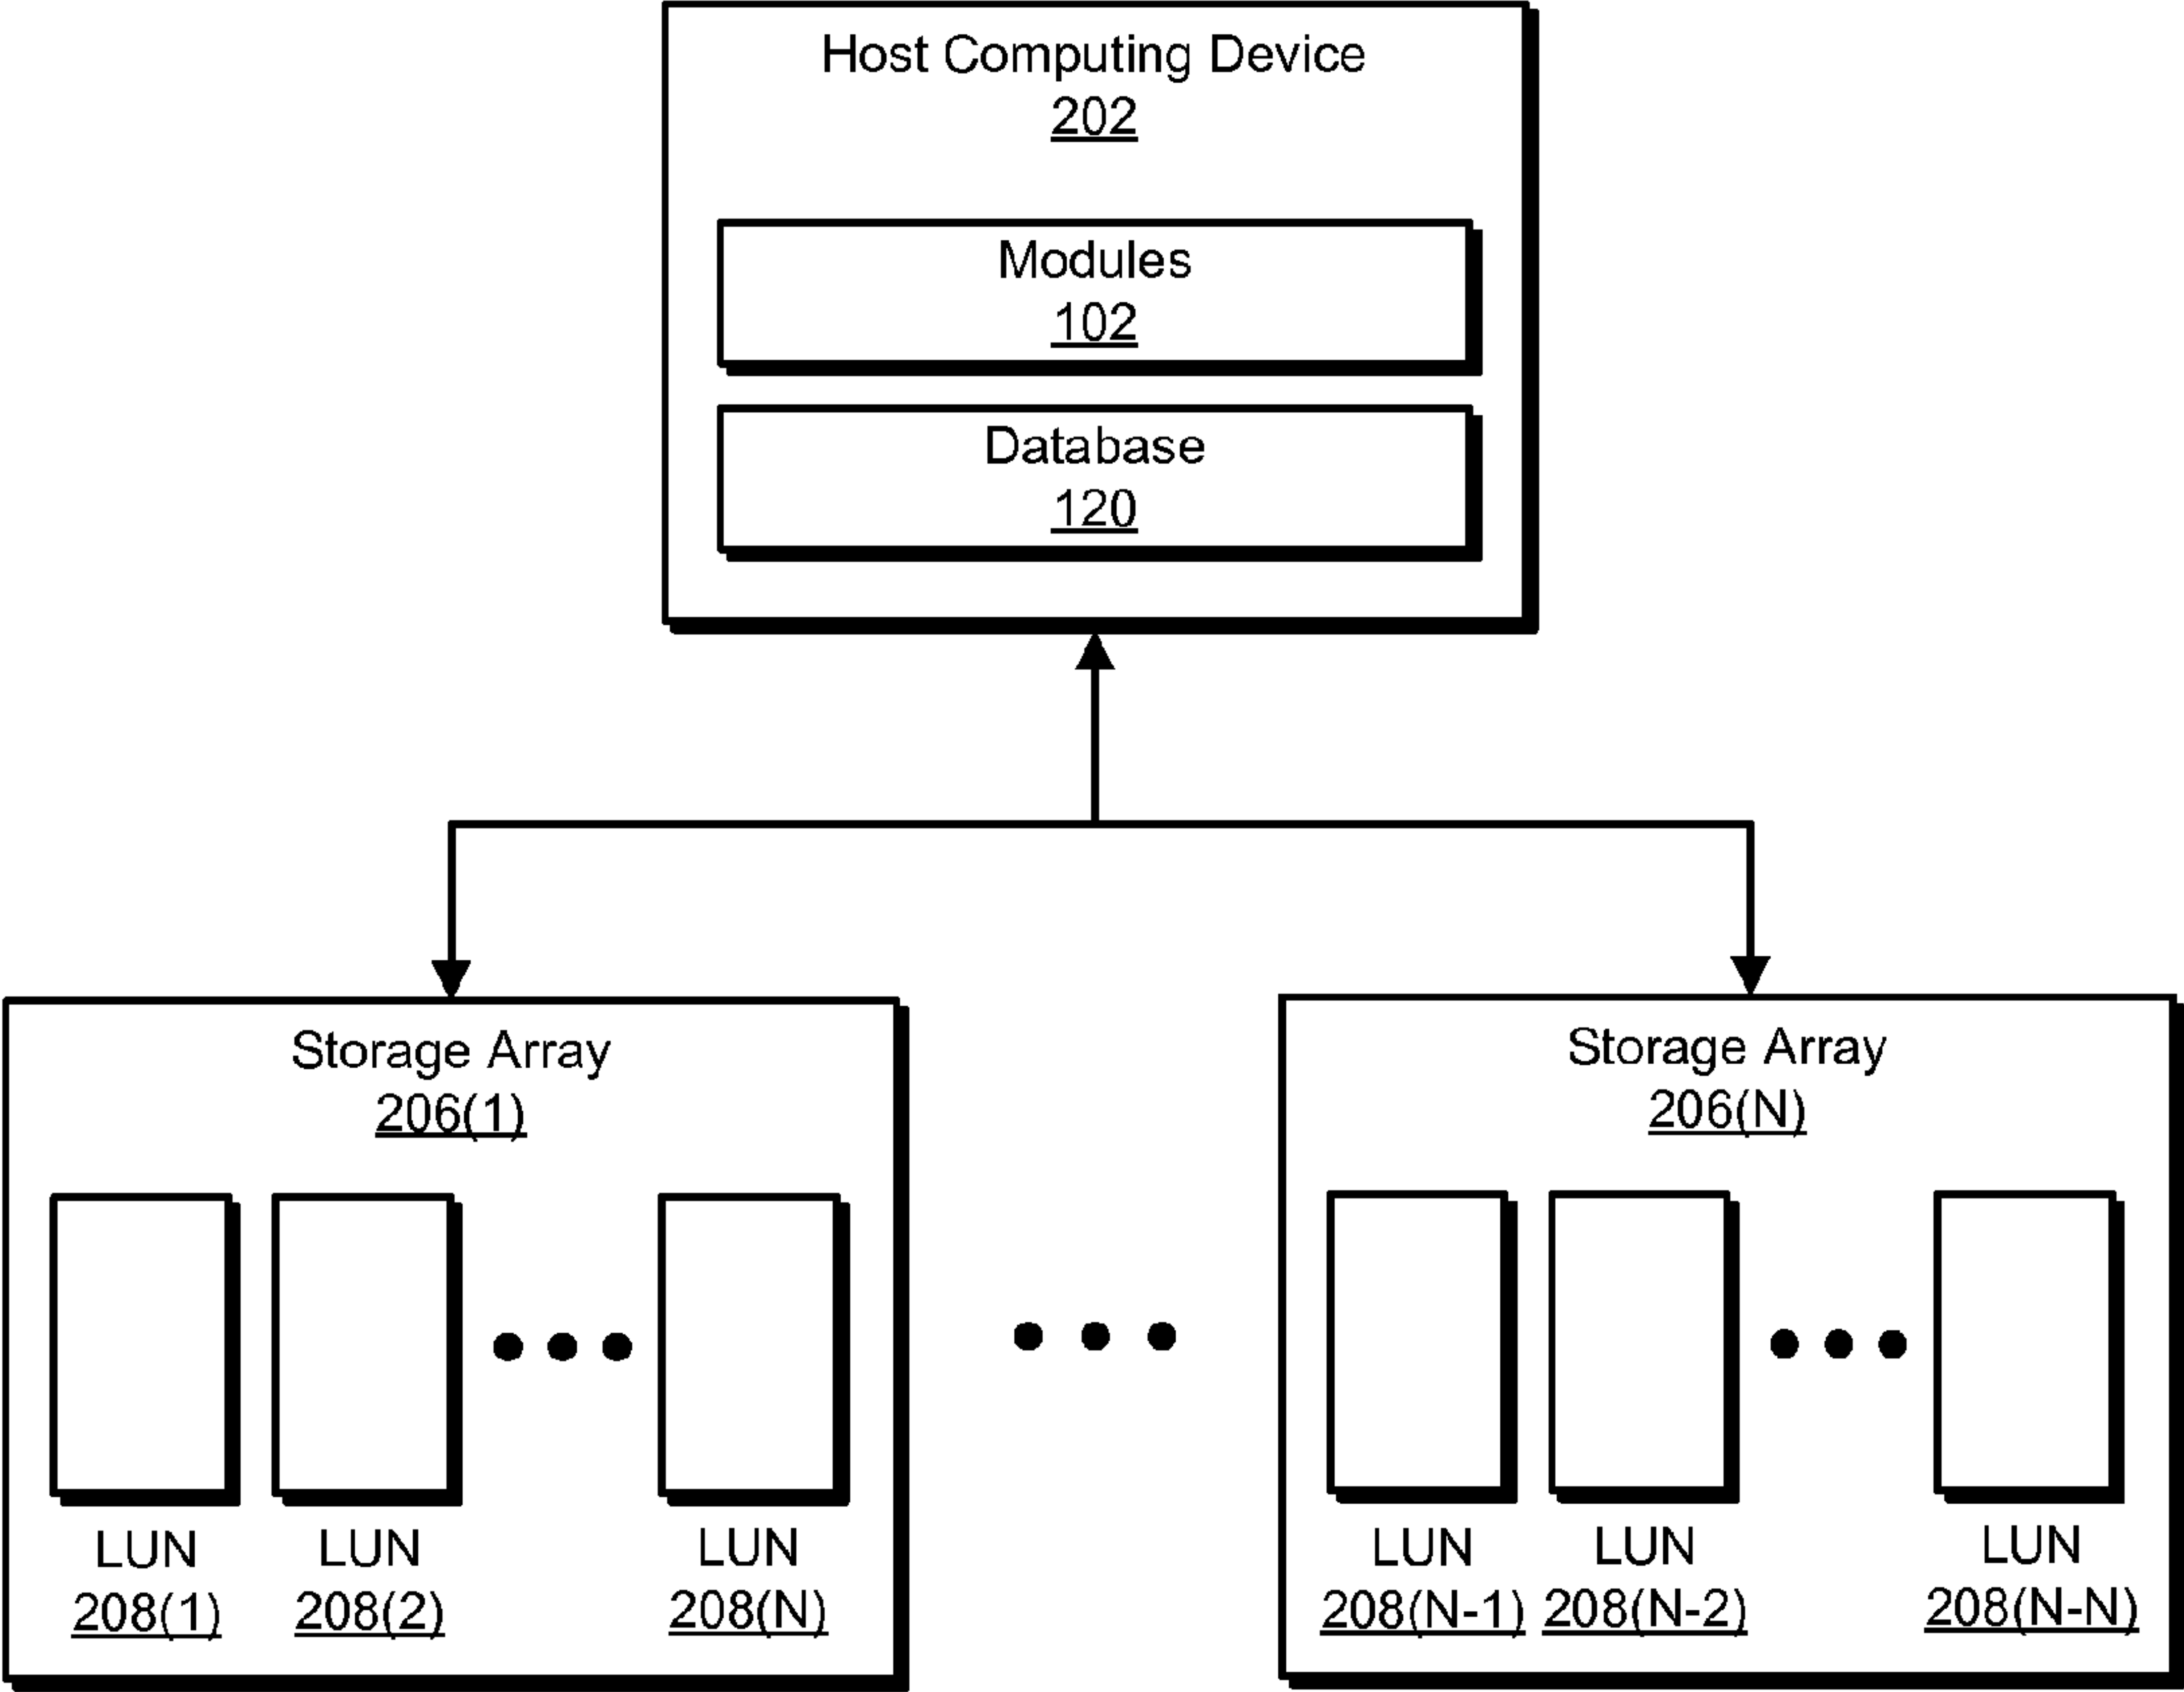 Host Computing Device
202
Modules
102
Database
120
Storage Array
206(1)
LUN
208(1)
LUN
208(2)
LUN
208(N)
Storage Array
206(N)
LUN
208(N-1)
LUN
208(N-2)
LUN
208(N-N)